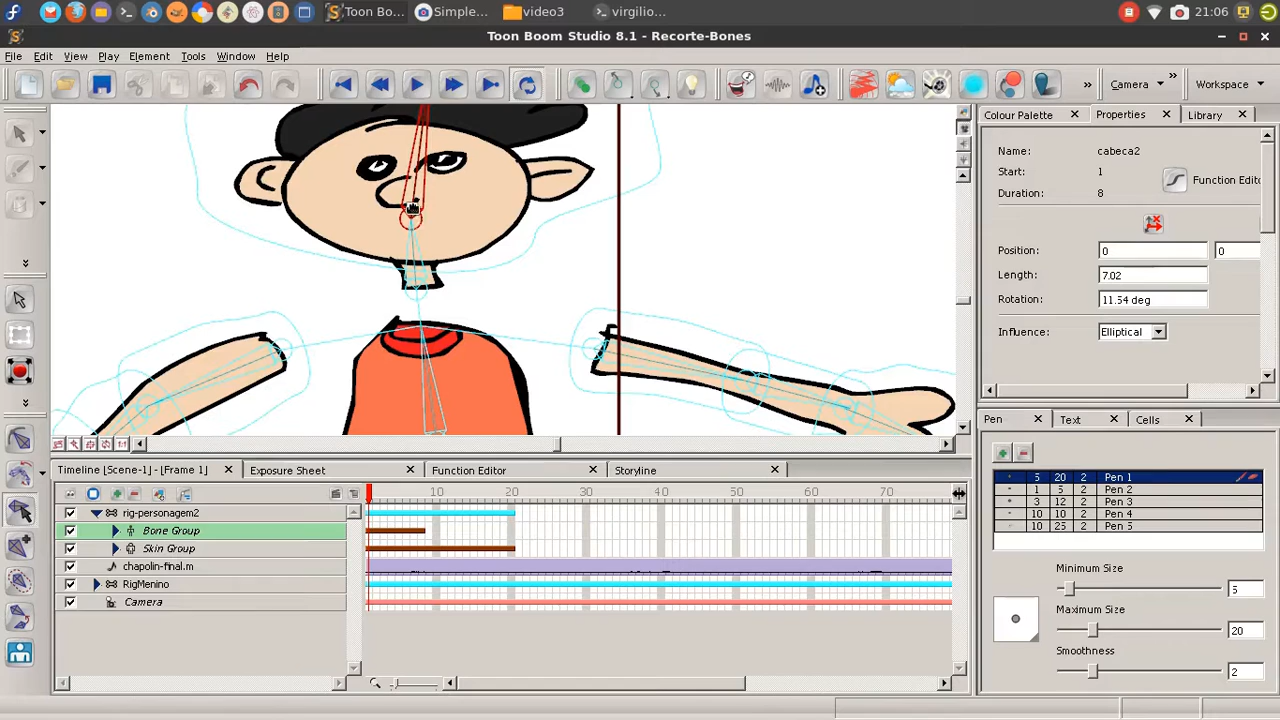 Toon Bo...
Simple...
video3
virgilio...
21:06
Toon Boom Studio 8.1 - Recorte-Bones
File Edit View Play Element Tools Window Help
» Camera » Workspace
Colour Palette Properties Library
Name: cabeca2
Start: 1
Duration: 8
Function Edito
Position: 0 0
Length: 7.02
Rotation: 11.54 deg
Influence: Elliptical
Pen Text Cells
5 20 2 Pen 1
1 5 2 Pen 2
3 12 2 Pen 3
10 10 2 Pen 4
10 25 2 Pen 5
Minimum Size
5
Maximum Size
20
Smoothness
2
1:1
Timeline [Scene-1] - [Frame 1] Exposure Sheet Function Editor Storyline
10 20 30 40 50 60 70
rig-personagem2
Bone Group
Skin Group
chapolin-final.m
RigMenino
Camera